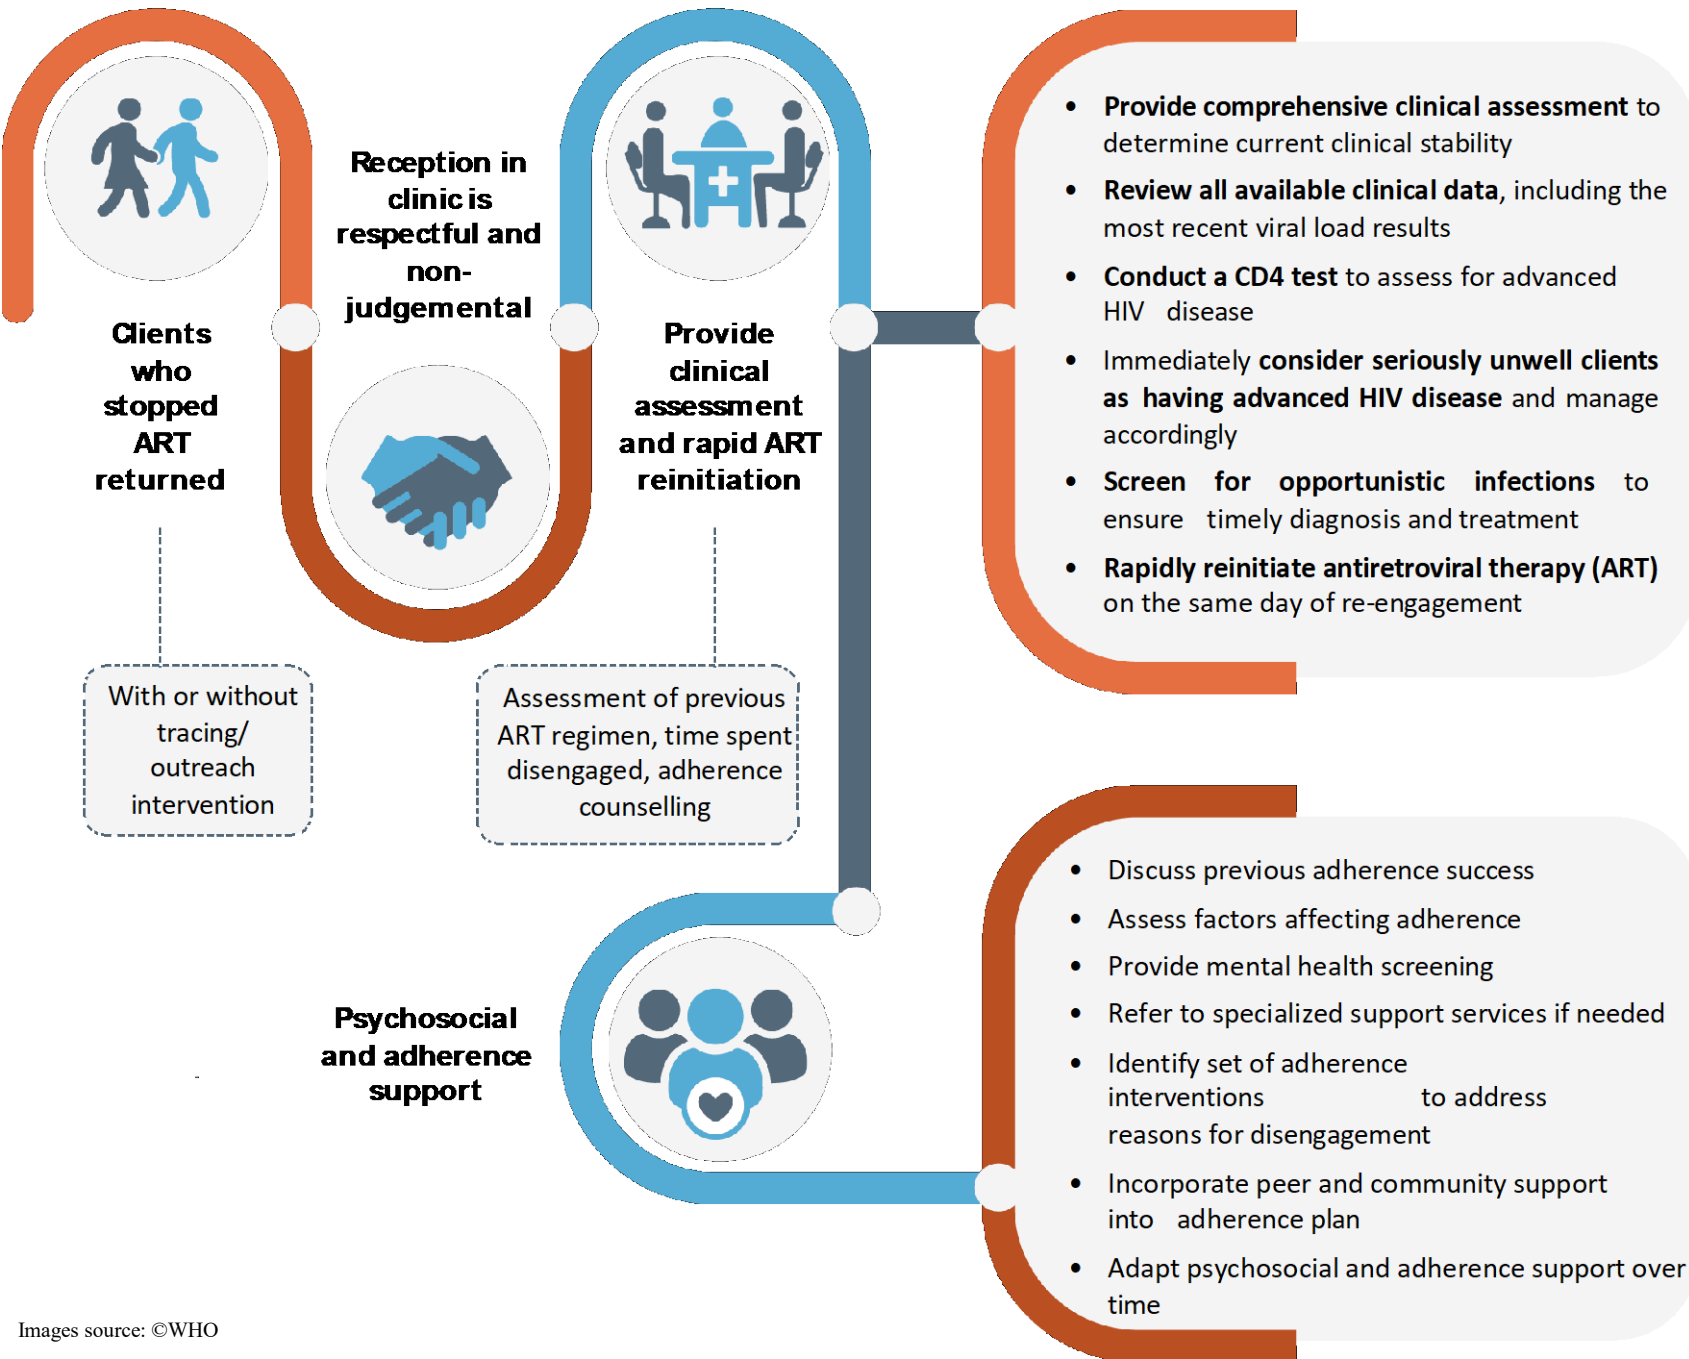 Clients
who
stopped
ART
returned
With or without
tracing/
outreach
intervention
Reception in
clinic is
respectful and
non-
judgemental
Provide
clinical
assessment
and rapid ART
reinitiation
Assessment of previous
ART regimen, time spent
disengaged, adherence
counselling
• Provide comprehensive clinical assessment to
determine current clinical stability
• Review all available clinical data, including the
most recent viral load results
• Conduct a CD4 test to assess for advanced
HIV disease
• Immediately consider seriously unwell clients
as having advanced HIV disease and manage
accordingly
• Screen for opportunistic infections to
ensure timely diagnosis and treatment
• Rapidly reinitiate antiretroviral therapy (ART)
on the same day of re-engagement
Psychosocial
and adherence
support
• Discuss previous adherence success
• Assess factors affecting adherence
• Provide mental health screening
• Refer to specialized support services if needed
• Identify set of adherence
interventions to address
reasons for disengagement
• Incorporate peer and community support
into adherence plan
• Adapt psychosocial and adherence support over
time
-
Images source: ©WHO